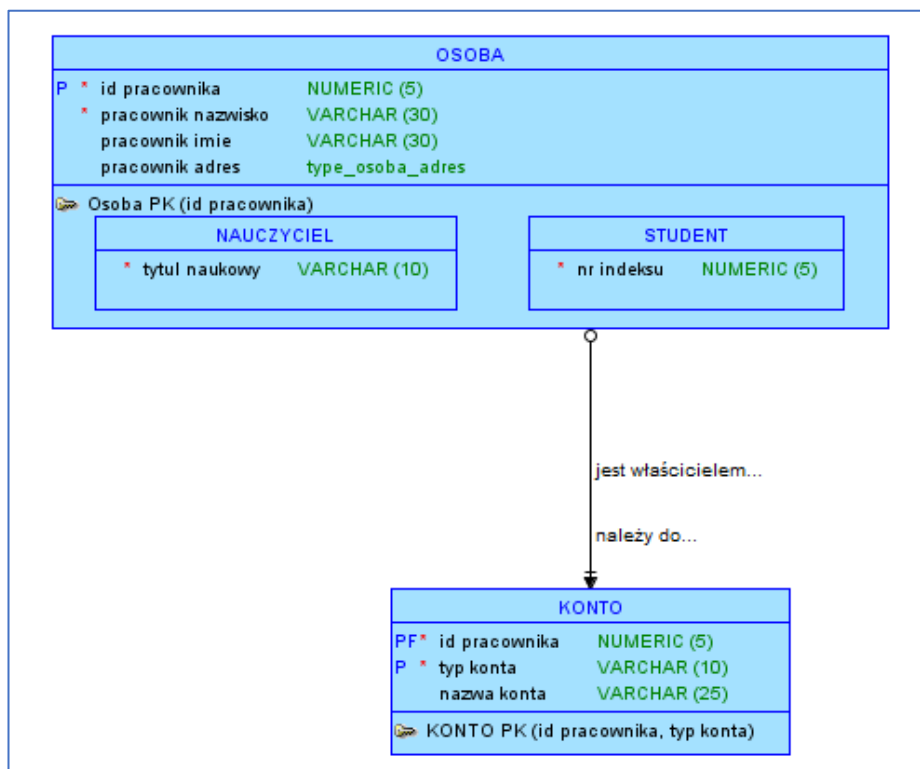 OSOBA
P * id pracownika NUMERIC (5)
* pracownik nazwisko VARCHAR (30)
pracownik imie VARCHAR (30)
pracownik adres type_osoba_adres
Osoba PK (id pracownika)
NAUCZYCIEL
* tytul naukowy VARCHAR (10)
STUDENT
* nr indeksu NUMERIC (5)
jest właścicielem...
należy do...
KONTO
PF* id pracownika NUMERIC (5)
P * typ konta VARCHAR (10)
nazwa konta VARCHAR (25)
KONTO PK (id pracownika, typ konta)